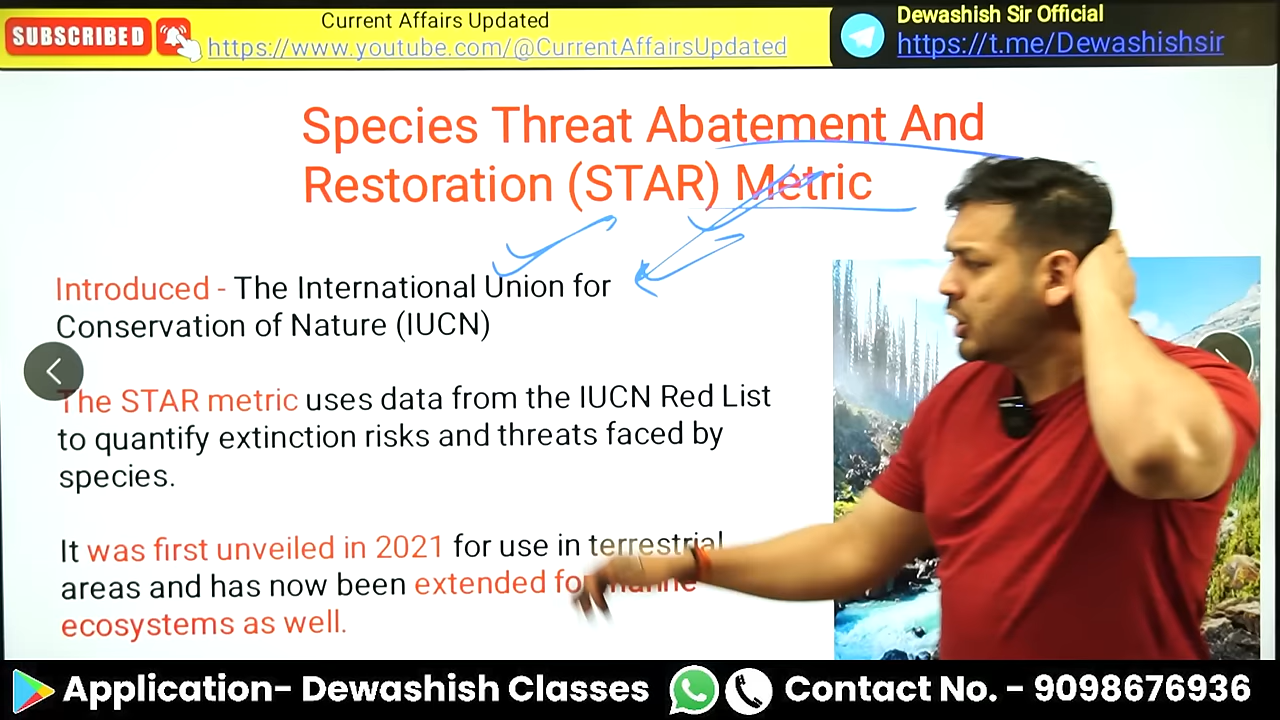 SUBSCRIBED
Current Affairs Updated
https://www.youtube.com/@CurrentAffairsUpdated
Dewashish Sir Official
https://t.me/Dewashishsir
Species Threat Abatement And
Restoration (STAR) Metric
Introduced - The International Union for
Conservation of Nature (IUCN)
The STAR metric uses data from the IUCN Red List
to quantify extinction risks and threats faced by
species.
It was first unveiled in 2021 for use in terrestrial
areas and has now been extended for marine
ecosystems as well.
Application- Dewashish Classes
Contact No. - 9098676936